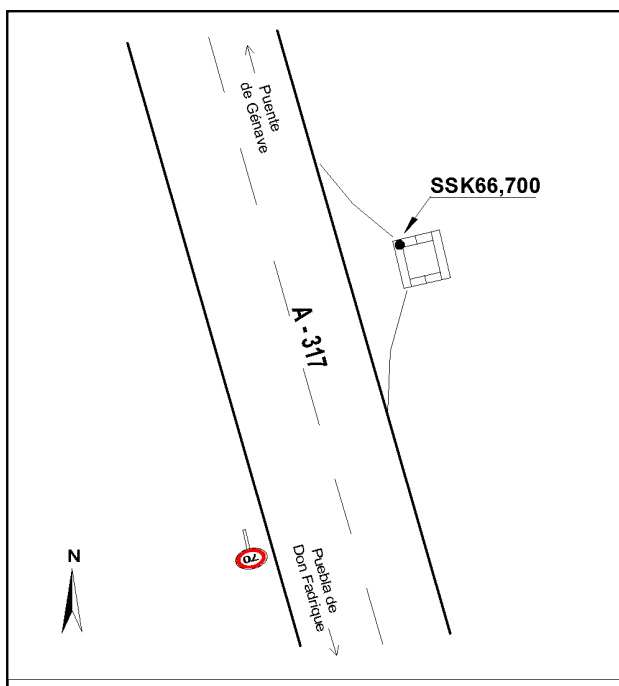 Puente
de Génave
SSK66,700
A - 317
70
N
Puebla de
Don Fadrique